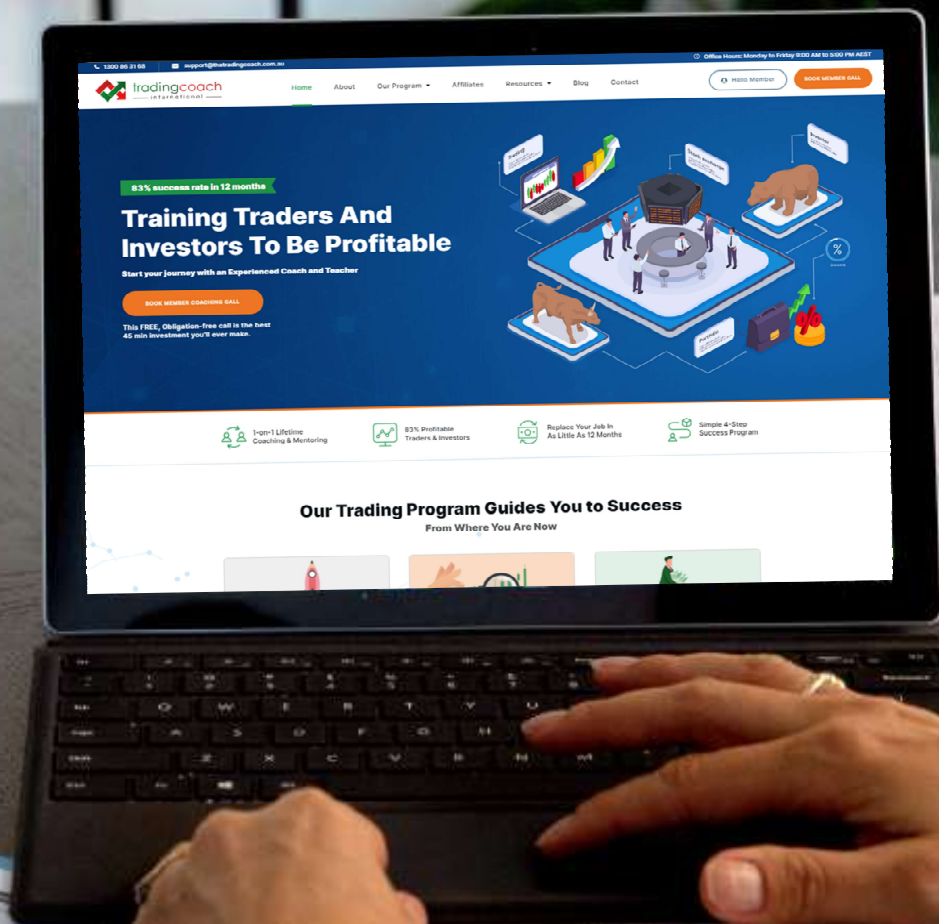 1300 86 31 68
support@thetradingcoach.com.au
Office Hours: Monday to Friday 9:00 AM to 5:00 PM AEST
tradingcoach
international
Home
About
Our Program
Affiliates
Resources
Blog
Contact
Hello Member
BOOK MEMBER CALL
83% success rate in 12 months
Training Traders And
Investors To Be Profitable
Start your journey with an Experienced Coach and Teacher
BOOK MEMBER COACHING CALL
This FREE, Obligation-free call is the best
45 min investment you'll ever make.
%
%
1-on-1 Lifetime
Coaching & Mentoring
83% Profitable
Traders & Investors
Replace Your Job In
As Little As 12 Months
Simple 4-Step
Success Program
Our Trading Program Guides You to Success
From Where You Are Now
Q
W
E
R
T
Y
U
A
S
D
F
G
H
Z
X
C
V
B
N
M